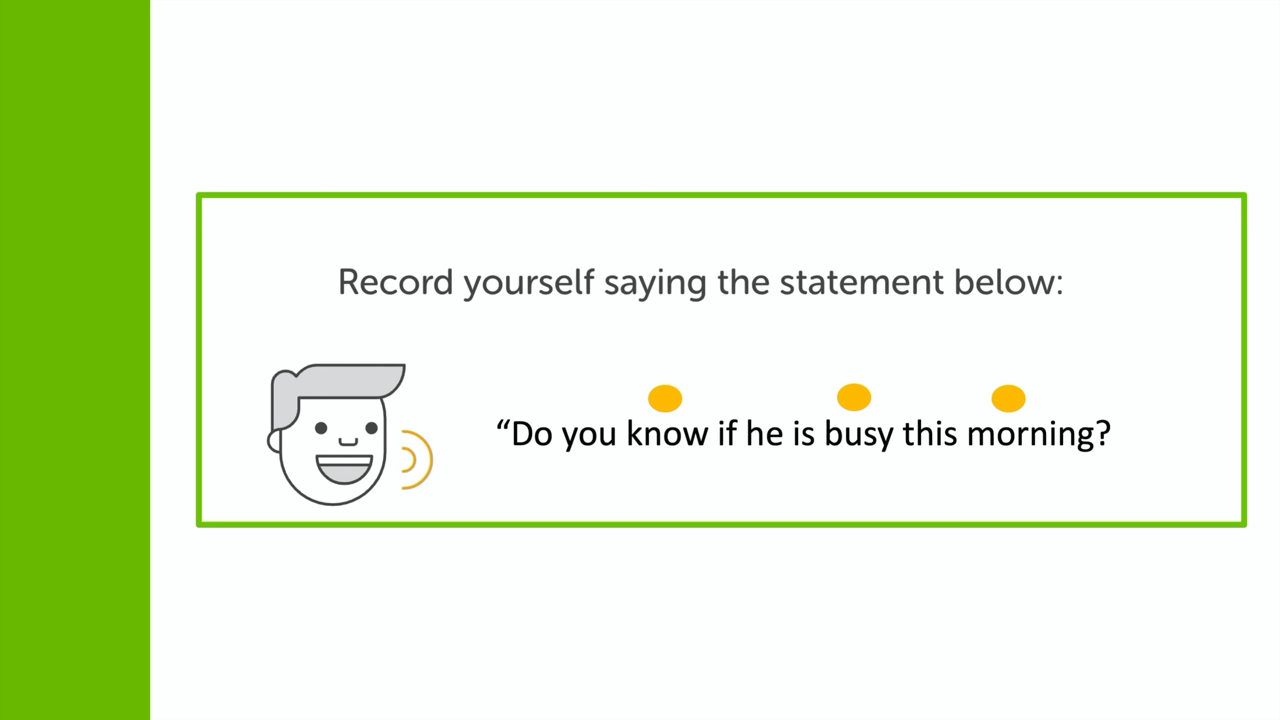 Record yourself saying the statement below:
“Do you know if he is busy this morning?